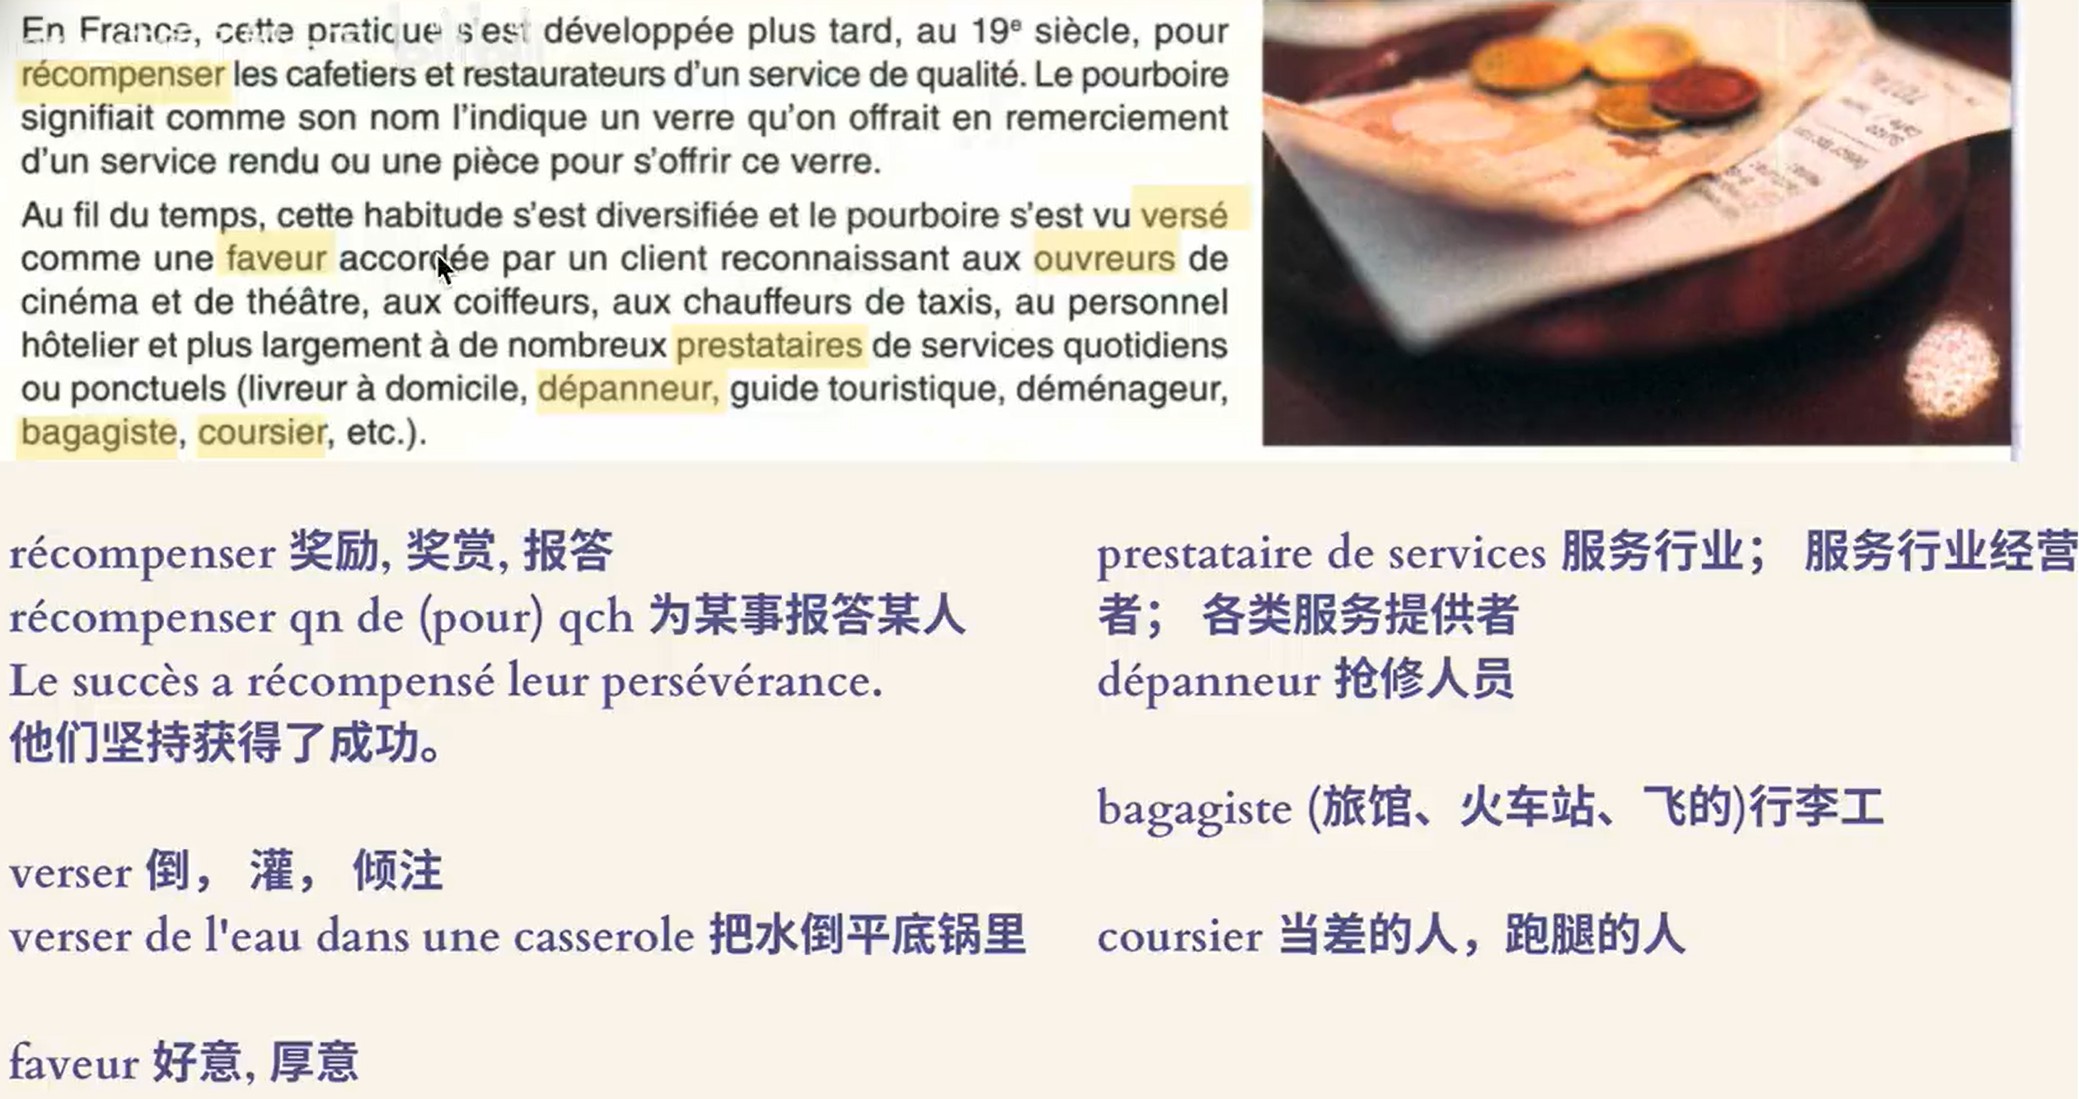 En France, cette pratique s'est développée plus tard, au 19e siècle, pour
récompenser les cafetiers et restaurateurs d'un service de qualité. Le pourboire
signifiait comme son nom l'indique un verre qu'on offrait en remerciement
d'un service rendu ou une pièce pour s'offrir ce verre.
Au fil du temps, cette habitude s'est diversifiée et le pourboire s'est vu versé
comme une faveur accordée par un client reconnaissant aux ouvreurs de
cinéma et de théâtre, aux coiffeurs, aux chauffeurs de taxis, au personnel
hôtelier et plus largement à de nombreux prestataires de services quotidiens
ou ponctuels (livreur à domicile, dépanneur, guide touristique, déménageur,
bagagiste, coursier, etc.).
TOTAL
récompenser 奖励, 奖赏, 报答
récompenser qn de (pour) qch 为某事报答某人
Le succès a récompensé leur persévérance.
他们坚持获得了成功。
verser 倒， 灌， 倾注
verser de l'eau dans une casserole 把水倒平底锅里
faveur 好意, 厚意
prestataire de services 服务行业； 服务行业经营
者； 各类服务提供者
dépanneur 抢修人员
bagagiste (旅馆、火车站、飞的)行李工
coursier 当差的人，跑腿的人